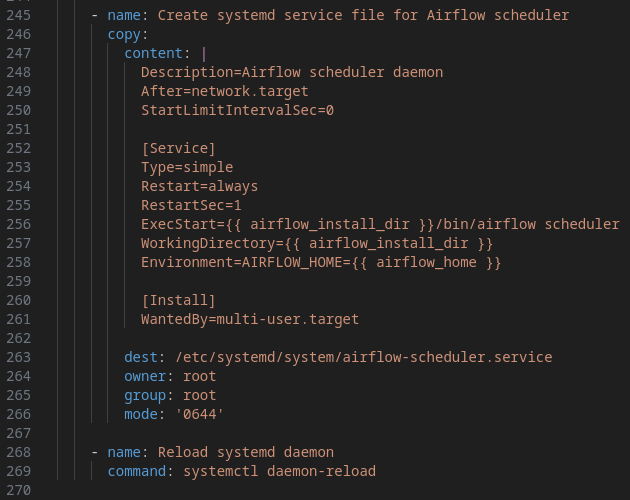 245 - name: Create systemd service file for Airflow scheduler
246 copy:
247 content: |
248 Description=Airflow scheduler daemon
249 After=network.target
250 StartLimitIntervalSec=0
251
252 [Service]
253 Type=simple
254 Restart=always
255 RestartSec=1
256 ExecStart={{ airflow_install_dir }}/bin/airflow scheduler
257 WorkingDirectory={{ airflow_install_dir }}
258 Environment=AIRFLOW_HOME={{ airflow_home }}
259
260 [Install]
261 WantedBy=multi-user.target
262
263 dest: /etc/systemd/system/airflow-scheduler.service
264 owner: root
265 group: root
266 mode: '0644'
267
268 - name: Reload systemd daemon
269 command: systemctl daemon-reload
270